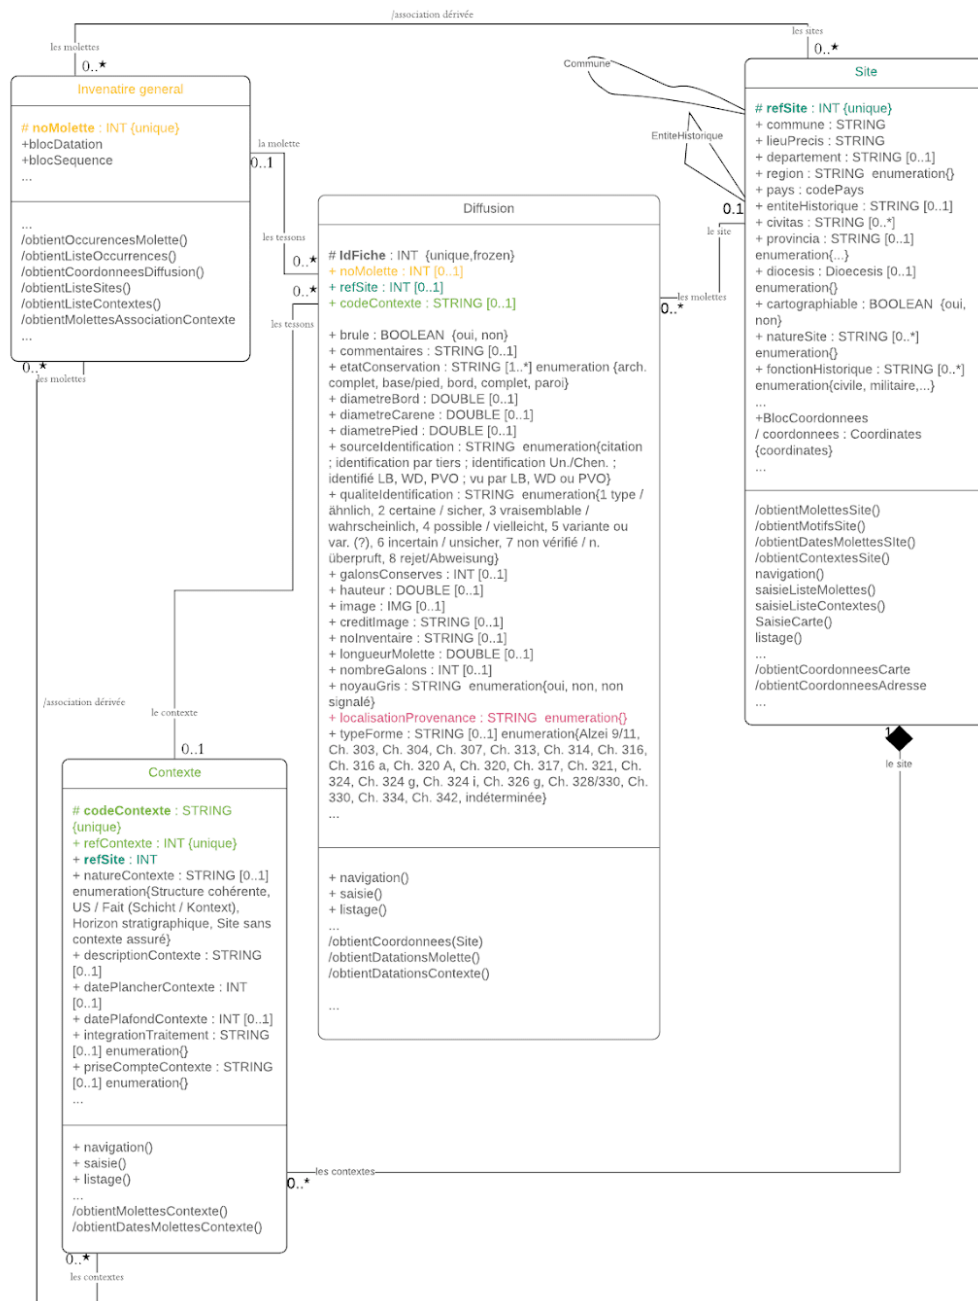 /association dérivée
les molettes
0..*
les sites
0..*
Invenatire general
# noMolette : INT {unique}
+blocDatation
+blocSequence
...
...
/obtientOccurencesMolette()
/obtientListeOccurrences()
/obtientCoordonneesDiffusion()
/obtientListeSites()
/obtientListeContextes()
/obtientMolettesAssociationContexte
...
0..*
les molettes
la molette
0..1
les tessons
0..*
0..*
les tessons
Commune
EntiteHistorique
0.1
le site
les molettes
0..*
Diffusion
# IdFiche : INT {unique,frozen}
+ noMolette : INT [0..1]
+ refSite : INT [0..1]
+ codeContexte : STRING [0..1]
+ brule : BOOLEAN {oui, non}
+ commentaires : STRING [0..1]
+ etatConservation : STRING [1..*] enumeration {arch.
complet, base/pied, bord, complet, paroi}
+ diametreBord : DOUBLE [0..1]
+ diametreCarene : DOUBLE [0..1]
+ diametrePied : DOUBLE [0..1]
+ sourceIdentification : STRING enumeration{citation
; identification par tiers ; identification Un./Chen. ;
identifié LB, WD, PVO ; vu par LB, WD ou PVO}
+ qualiteIdentification : STRING enumeration{1 type /
ähnlich, 2 certaine / sicher, 3 vraisemblable /
wahrscheinlich, 4 possible / vielleicht, 5 variante ou
var. (?), 6 incertain / unsicher, 7 non vérifié / n.
überpruft, 8 rejet/Abweisung}
+ galonsConserves : INT [0..1]
+ hauteur : DOUBLE [0..1]
+ image : IMG [0..1]
+ creditImage : STRING [0..1]
+ noInventaire : STRING [0..1]
+ longueurMolette : DOUBLE [0..1]
+ nombreGalons : INT [0..1]
+ noyauGris : STRING enumeration{oui, non, non
signalé}
+ localisationProvenance : STRING enumeration{}
+ typeForme : STRING [0..1] enumeration{Alzei 9/11,
Ch. 303, Ch. 304, Ch. 307, Ch. 313, Ch. 314, Ch. 316,
Ch. 316 a, Ch. 320 A, Ch. 320, Ch. 317, Ch. 321, Ch.
324, Ch. 324 g, Ch. 324 i, Ch. 326 g, Ch. 328/330, Ch.
330, Ch. 334, Ch. 342, indéterminée}
...
+ navigation()
+ saisie()
+ listage()
...
/obtientCoordonnees(Site)
/obtientDatationsMolette()
/obtientDatationsContexte()
...
Site
# refSite : INT {unique}
+ commune : STRING
+ lieuPrecis : STRING
+ departement : STRING [0..1]
+ region : STRING enumeration{}
+ pays : codePays
+ entiteHistorique : STRING [0..1]
+ civitas : STRING [0..*]
+ provincia : STRING [0..1]
enumeration{...}
+ diocesis : Dioecesis [0..1]
enumeration{}
+ cartographiable : BOOLEAN {oui,
non}
+ natureSite : STRING [0..*]
enumeration{}
+ fonctionHistorique : STRING [0..*]
enumeration{civile, militaire,...}
...
+BlocCoordonnees
/ coordonnees : Coordinates
{coordinates}
...
/obtientMolettesSite()
/obtientMotifsSite()
/obtientDatesMolettesSIte()
/obtientContextesSite()
navigation()
saisieListeMolettes()
saisieListeContextes()
SaisieCarte()
listage()
...
/obtientCoordonneesCarte
/obtientCoordonneesAdresse
...
1
le site
/association dérivée
le contexte
0..1
Contexte
# codeContexte : STRING
{unique}
+ refContexte : INT {unique}
+ refSite : INT
+ natureContexte : STRING [0..1]
enumeration{Structure cohérente,
US / Fait (Schicht / Kontext),
Horizon stratigraphique, Site sans
contexte assuré}
+ descriptionContexte : STRING
[0..1]
+ datePlancherContexte : INT
[0..1]
+ datePlafondContexte : INT [0..1]
+ integrationTraitement : STRING
[0..1] enumeration{}
+ priseCompteContexte : STRING
[0..1] enumeration{}
...
+ navigation()
+ saisie()
+ listage()
...
/obtientMolettesContexte()
/obtientDatesMolettesContexte()
les contextes
0..*
0..*
les contextes